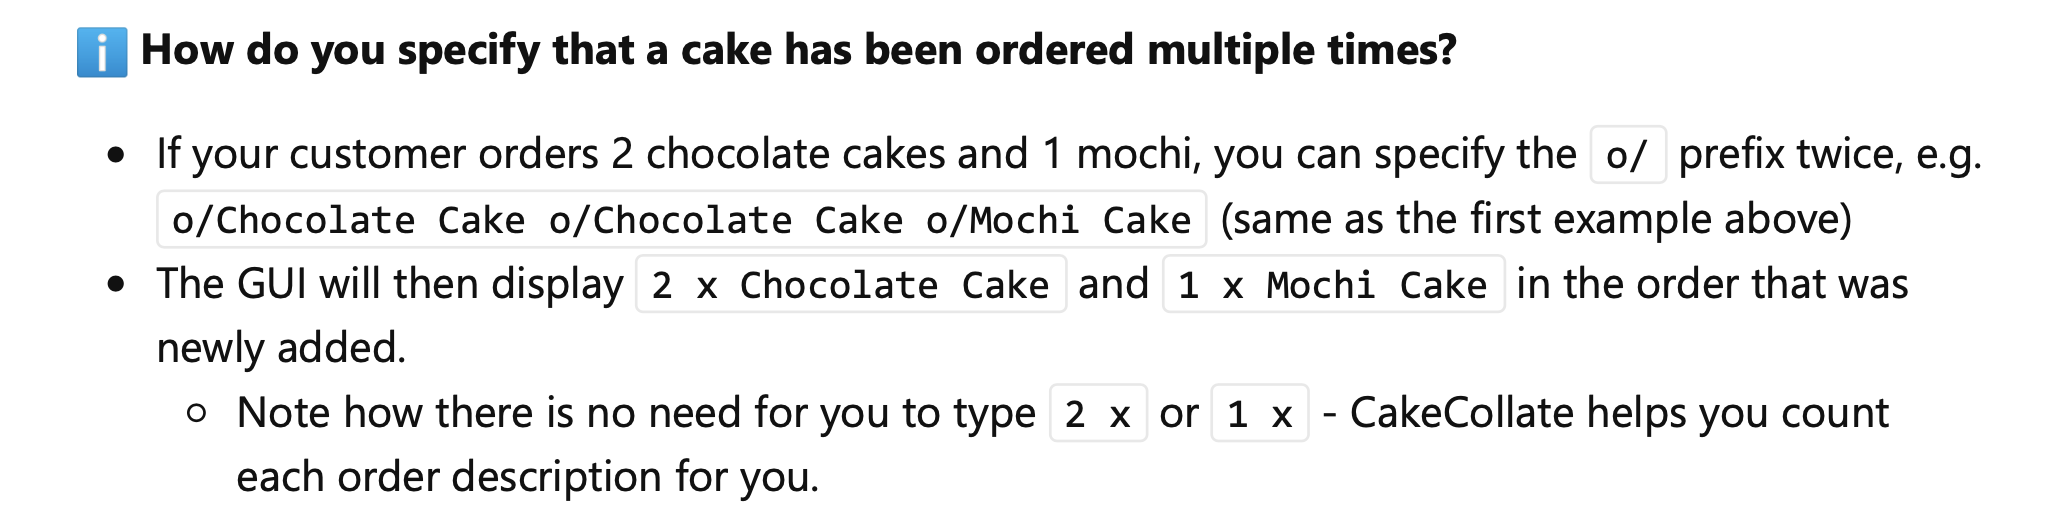 How do you specify that a cake has been ordered multiple times?
If your customer orders 2 chocolate cakes and 1 mochi, you can specify the o/ prefix twice, e.g.
o/Chocolate Cake o/Chocolate Cake o/Mochi Cake (same as the first example above)
The GUI will then display 2 x Chocolate Cake and 1 x Mochi Cake in the order that was
newly added.
Note how there is no need for you to type 2 x or 1 x - CakeCollate helps you count
each order description for you.